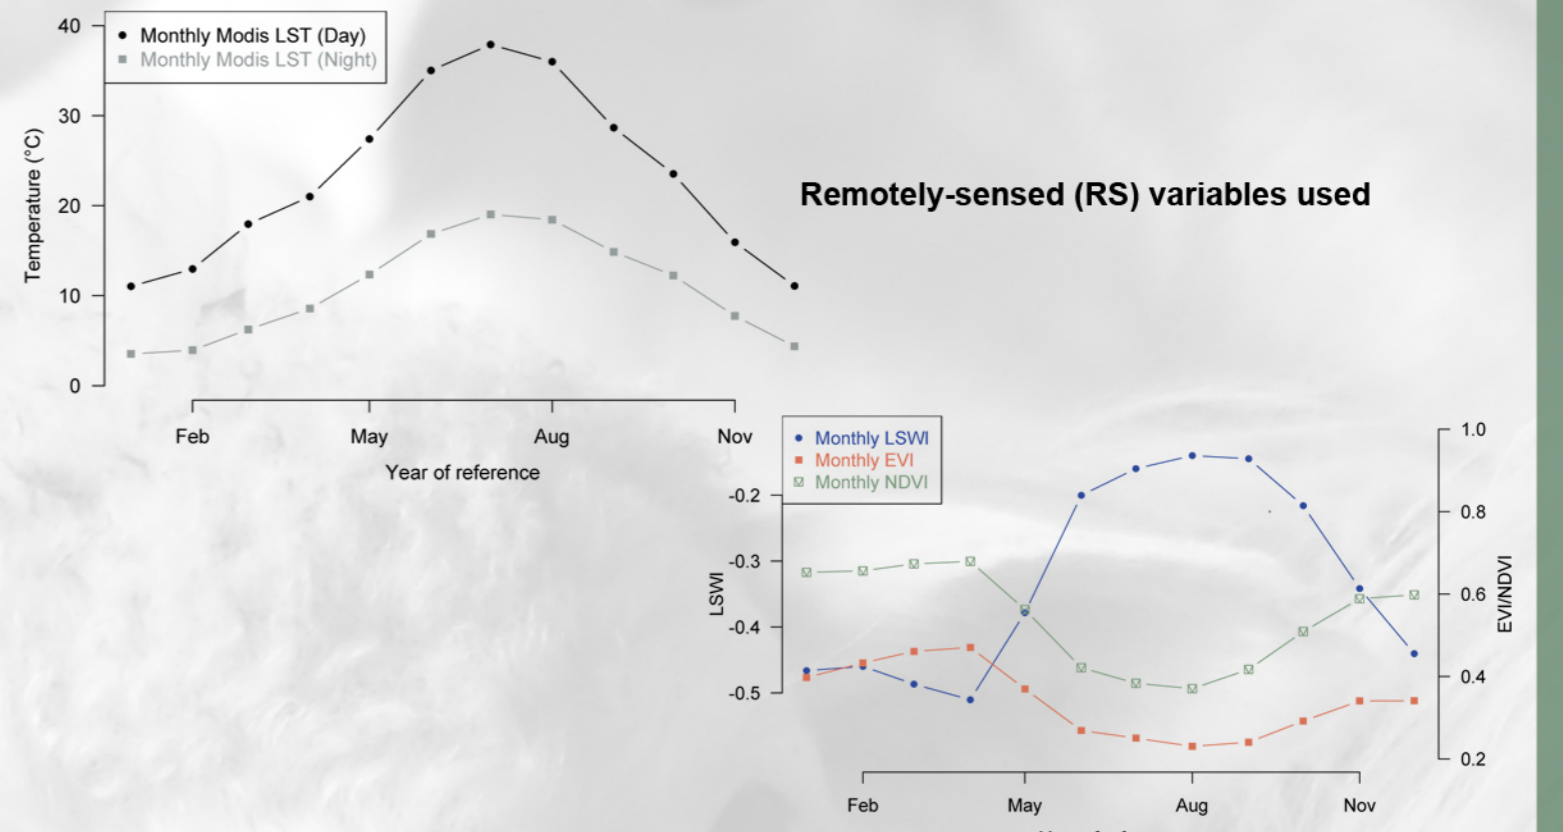 40
30
20
10
0
Temperature (°C)
Monthly Modis LST (Day)
Monthly Modis LST (Night)
Feb May Aug Nov
Year of reference
Remotely-sensed (RS) variables used
Monthly LSWI
Monthly EVI
Monthly NDVI
-0.2
-0.3
-0.4
-0.5
LSWI
1.0
0.8
0.6
0.4
0.2
EVI/NDVI
Feb May Aug Nov